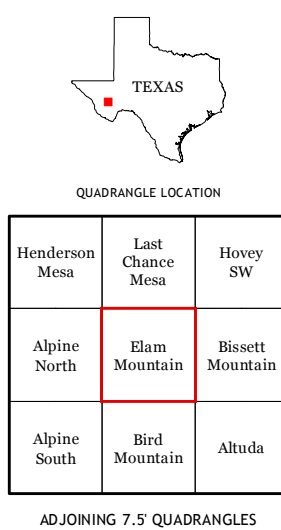 TEXAS
QUADRANGLE LOCATION
Henderson
Mesa
Last
Chance
Mesa
Hovey
SW
Alpine
North
Elam
Mountain
Bissett
Mountain
Alpine
South
Bird
Mountain
Altuda
ADJOINING 7.5' QUADRANGLES